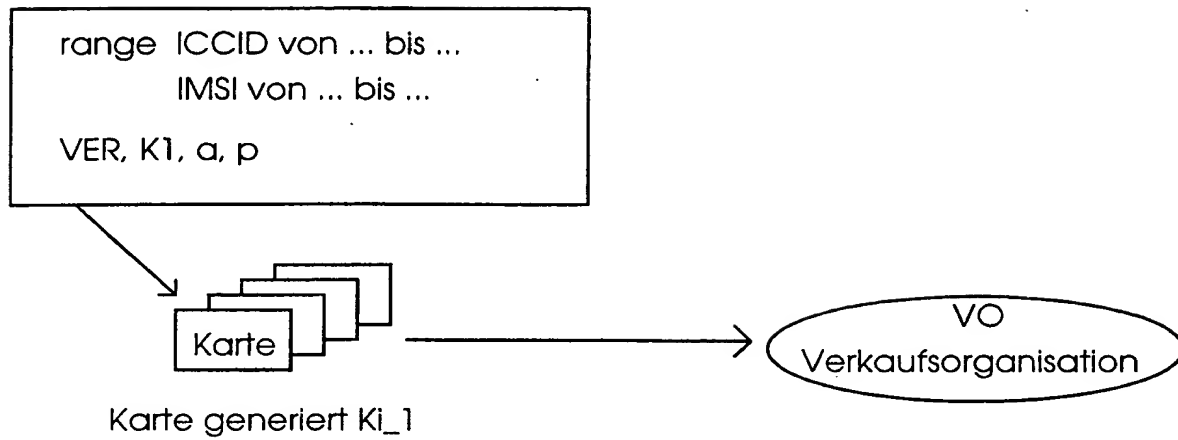 range ICCID von ... bis ...
IMSI von ... bis ...
VER, K1, a, p
Karte
Karte generiert Ki_1
VO
Verkaufsorganisation